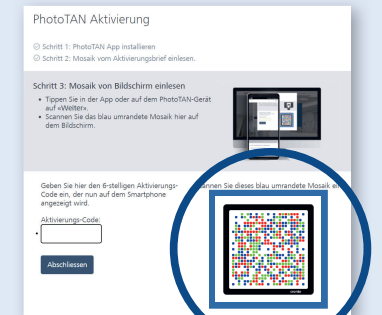 PhotoTAN Aktivierung
Schritt 1: PhotoTAN App installieren
Schritt 2: Mosaik vom Aktivierungsbrief einlesen.
Schritt 3: Mosaik von Bildschirm einlesen
• Tippen Sie in der App oder auf dem PhotoTAN-Gerät
auf «Weiter».
• Scannen Sie das blau umrandete Mosaik hier auf
dem Bildschirm.
Geben Sie hier den 6-stelligen Aktivierungs-
Code ein, der nun auf dem Smartphone
angezeigt wird.
annen Sie dieses blau umrandete Mosaik ei
Aktivierungs-Code:
Abschliessen